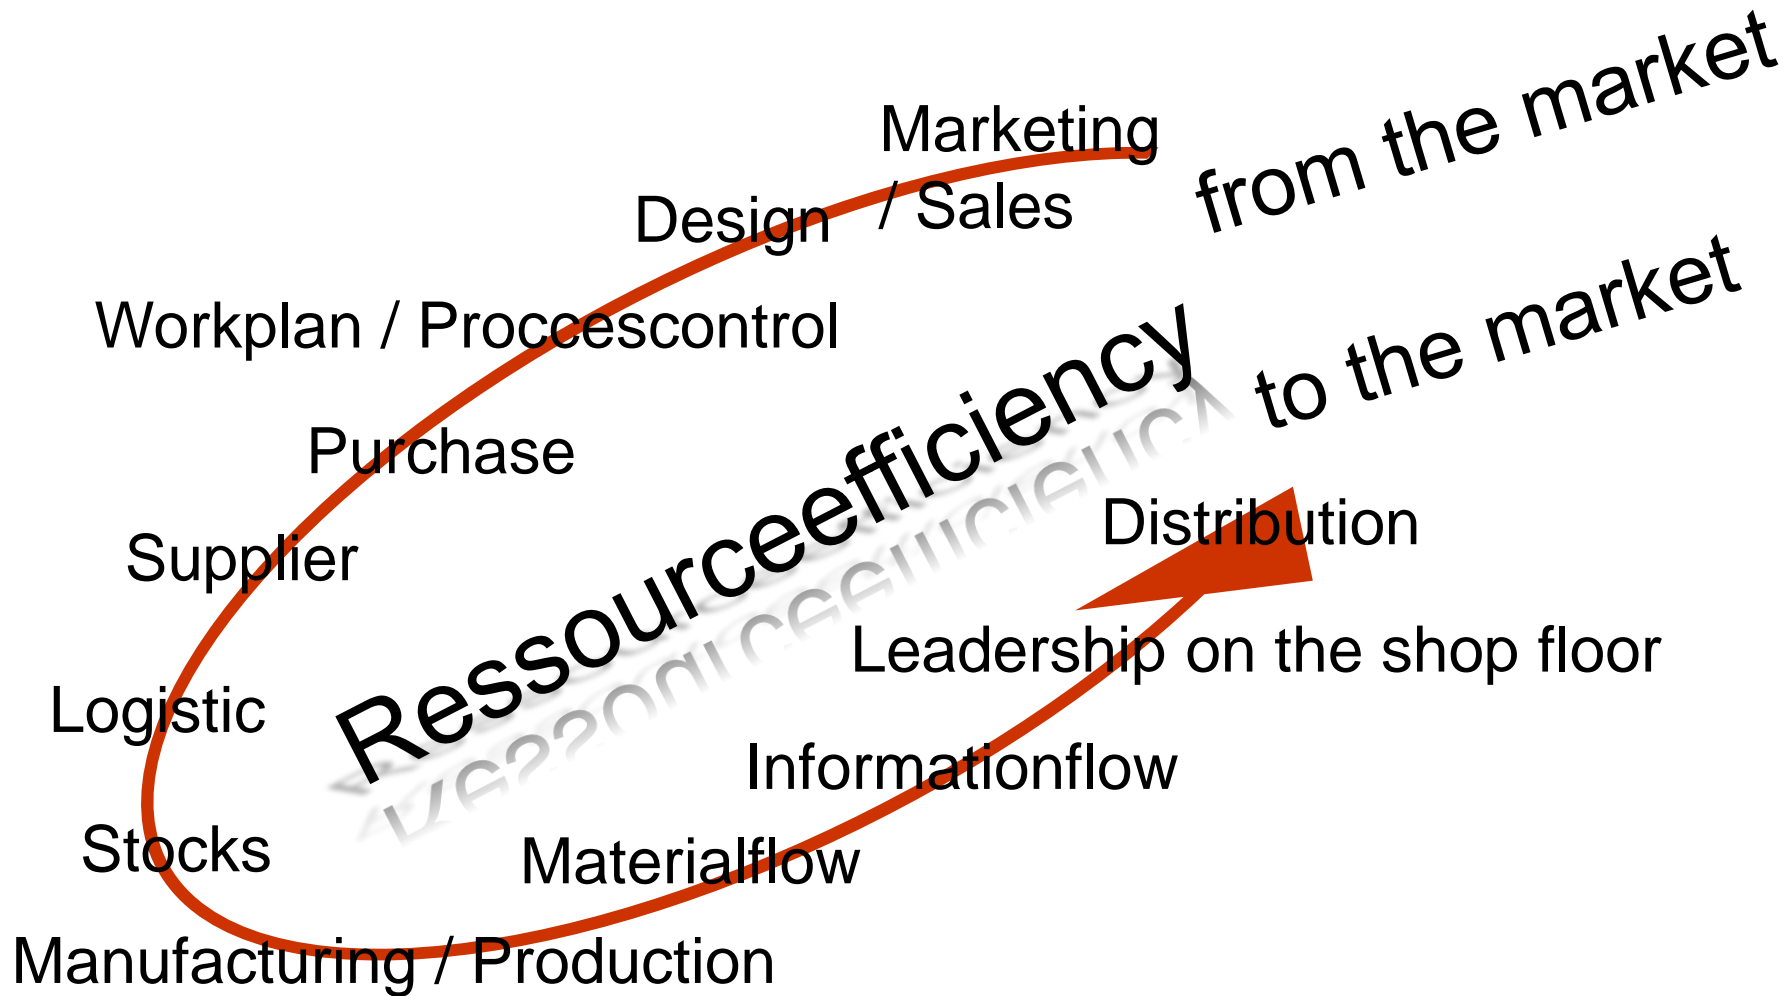 from the market
Marketing
/ Sales
Design
Workplan / Proccescontrol
to the market
Ressourceefficiency
Purchase
Distribution
Supplier
Leadership on the shop floor
Logistic
Informationflow
Stocks
Materialflow
Manufacturing / Production